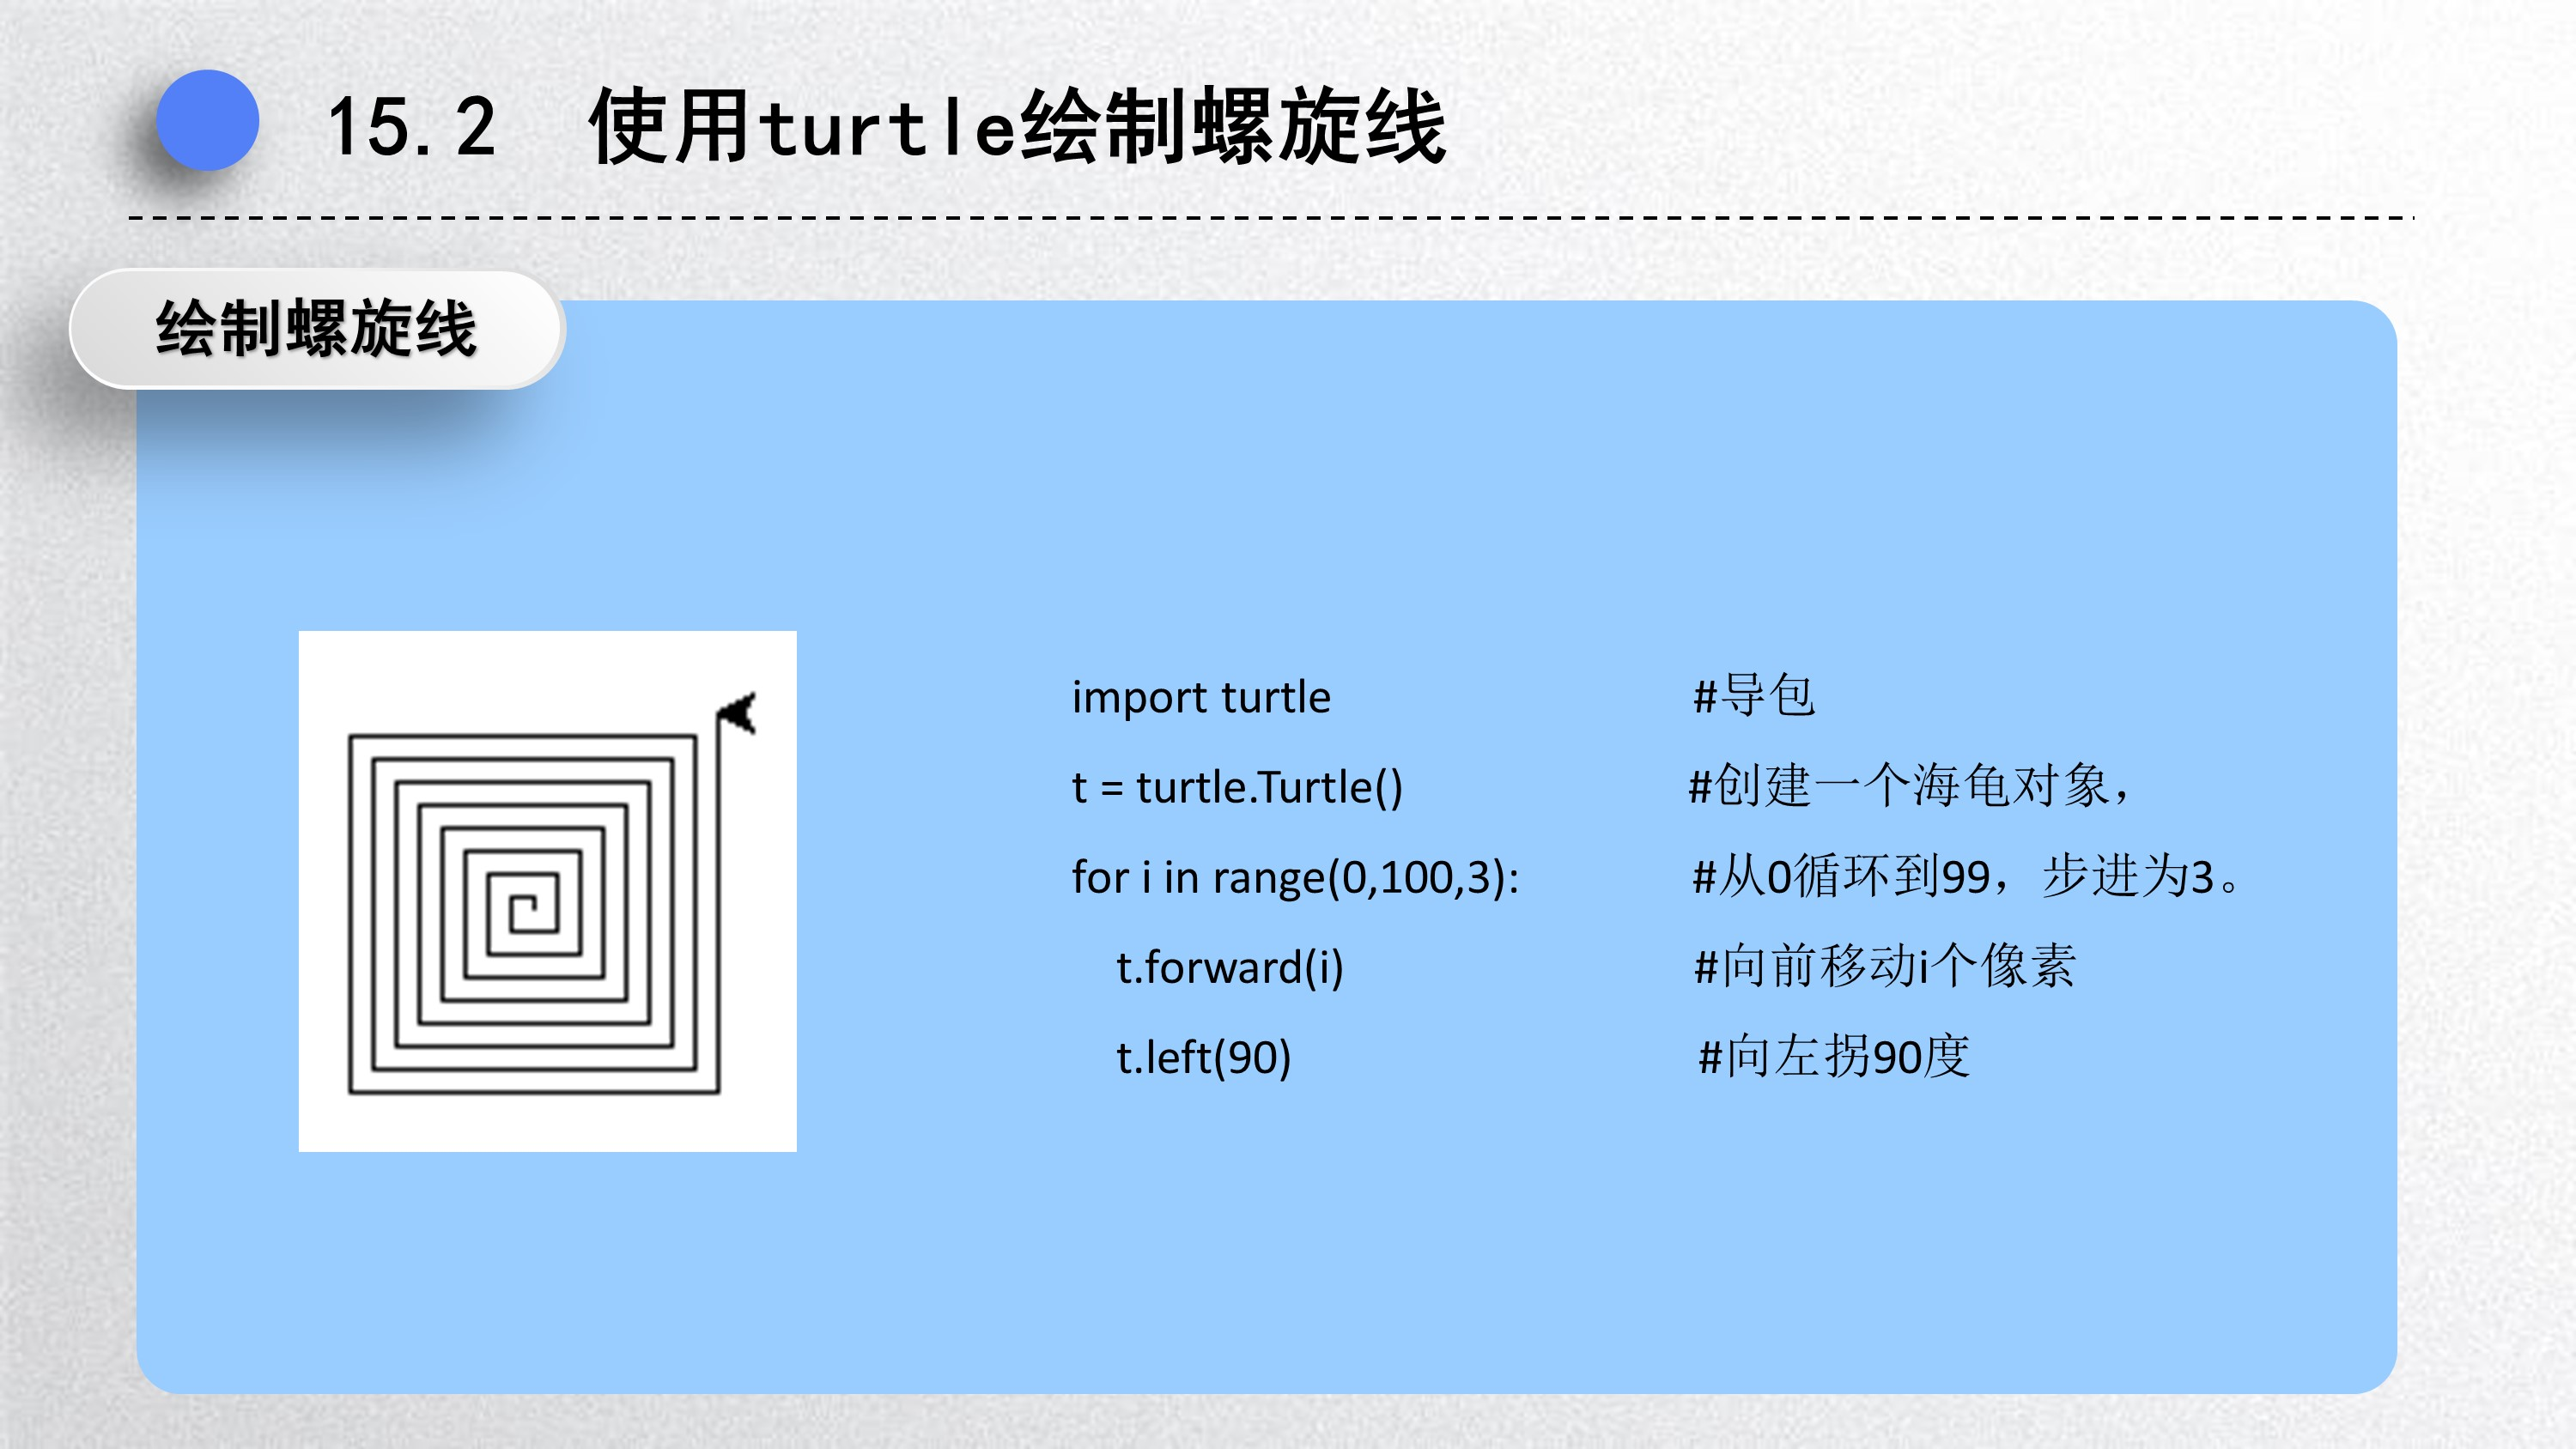 15.2 使用turtle绘制螺旋线
绘制螺旋线
import turtle #导包
t = turtle.Turtle() #创建一个海龟对象，
for i in range(0,100,3): #从0循环到99，步进为3。
t.forward(i) #向前移动i个像素
t.left(90) #向左拐90度